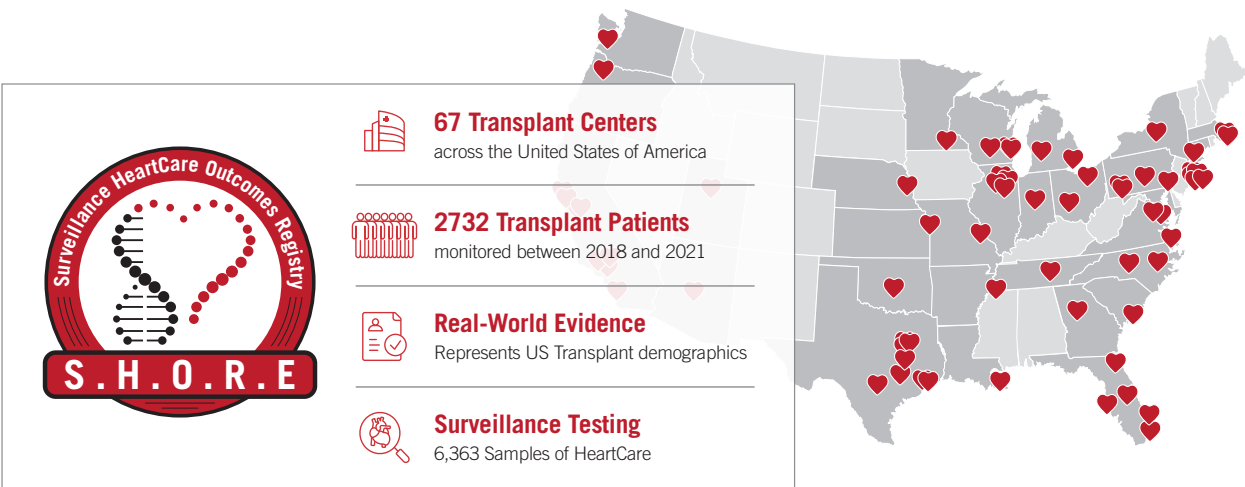 Surveillance HeartCare Outcomes Registry
S.H.O.R.E
67 Transplant Centers
across the United States of America
2732 Transplant Patients
monitored between 2018 and 2021
Real-World Evidence
Represents US Transplant demographics
Surveillance Testing
6,363 Samples of HeartCare